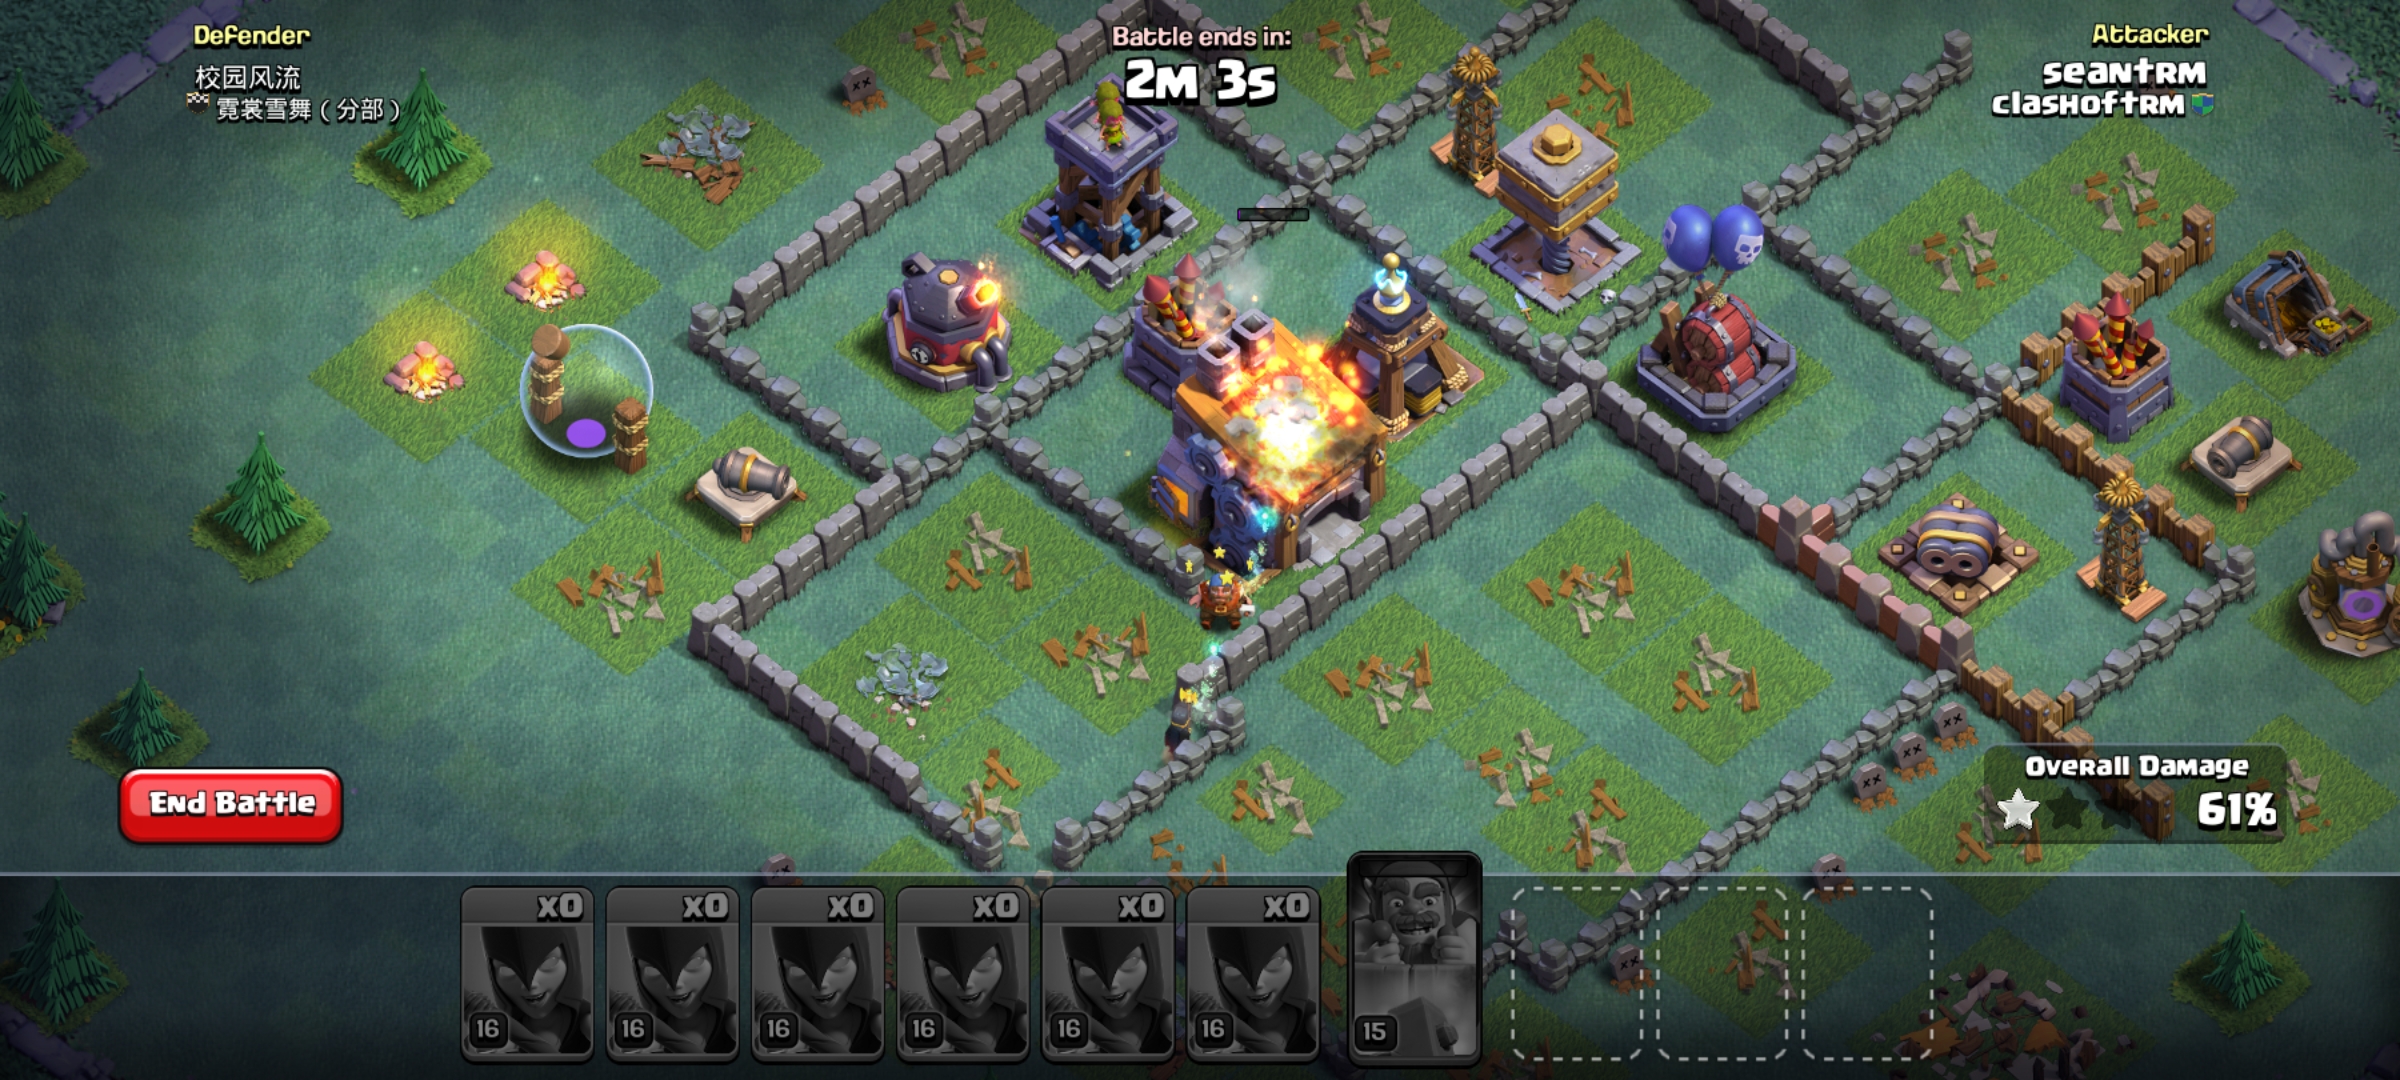 Defender
校园风流
霓裳雪舞（分部）
Battle ends in:
2M 3s
Attacker
seantRM
clashoftRM
End Battle
Overall Damage
61%
x0
x0
x0
x0
x0
x0
16
16
16
16
16
16
15